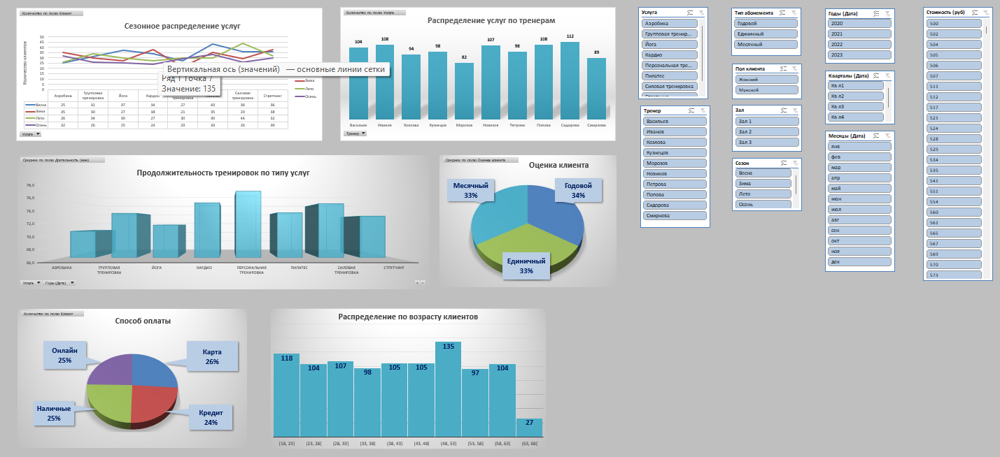 Количество по полю Клиент
Сезонное распределение услуг
Количество клиентов
50
45
40
35
30
25
20
15
10
5
0
Вертикальная ось (значений) — основные линии сетки
Ряд 1 Точка 7
Значение: 135
Аэробика Групповая тренировка Йога тренировка Силовая тренировка Стретчинг
Весна 25 31 37 34 27 43 36 36
Зима 35 30 27 38 21 35 29 38
Лето 26 34 30 27 30 30 44 32
Осень 32 26 25 24 29 33 26 30
Зима
Лето
Осень
Услуга
Количество по полю Услуга
Распределение услуг по тренерам
104 108 94 98 82 107 98 108 112 89
Васильев Иванов Козлова Кузнецов Морозов Новиков Петрова Попова Сидорова Смирнова
Тренер
Среднее по полю Длительность (мин)
Продолжительность тренировок по типу услуг
78,0
76,0
74,0
72,0
70,0
68,0
66,0
АЭРОБИКА ГРУППОВАЯ ТРЕНИРОВКА ЙОГА КАРДИО ПЕРСОНАЛЬНАЯ ТРЕНИРОВКА ПИЛАТЕС СИЛОВАЯ ТРЕНИРОВКА СТРЕТЧИНГ
Услуга Годы (Дата)
+ −
Среднее по полю Оценка клиента
Оценка клиента
Месячный
33%
Годовой
34%
Единичный
33%
Количество по полю Клиент
Способ оплаты
Онлайн
25%
Карта
26%
Наличные
25%
Кредит
24%
Распределение по возрасту клиентов
118 104 107 98 105 105 135 97 104 27
[18, 23] (23, 28] (28, 33] (33, 38] (38, 43] (43, 48] (48, 53] (53, 58] (58, 63] (63, 68]
Услуга
Аэробика
Групповая тренир...
Йога
Кардио
Персональная тре...
Пилатес
Силовая тренировка
Тренер
Васильев
Иванов
Козлова
Кузнецов
Морозов
Новиков
Петрова
Попова
Сидорова
Смирнова
Тип абонемента
Годовой
Единичный
Месячный
Пол клиента
Женский
Мужской
Зал
Зал 1
Зал 2
Зал 3
Сезон
Весна
Зима
Лето
Осень
Годы (Дата)
2020
2021
2022
2023
Кварталы (Дата)
Кв-л1
Кв-л2
Кв-л3
Кв-л4
Месяцы (Дата)
янв
фев
мар
апр
май
июн
июл
авг
сен
окт
ноя
дек
Стоимость (руб)
500
502
504
505
506
507
511
512
517
521
524
528
529
534
535
541
551
554
560
561
565
567
569
570
573